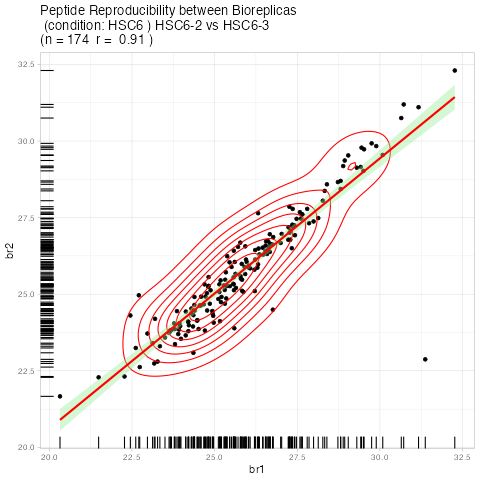 Peptide Reproducibility between Bioreplicas
(condition: HSC6 ) HSC6-2 vs HSC6-3
(n = 174 r = 0.91 )
32.5
30.0
27.5
25.0
22.5
20.0
br2
20.0 22.5 25.0 27.5 30.0 32.5
br1